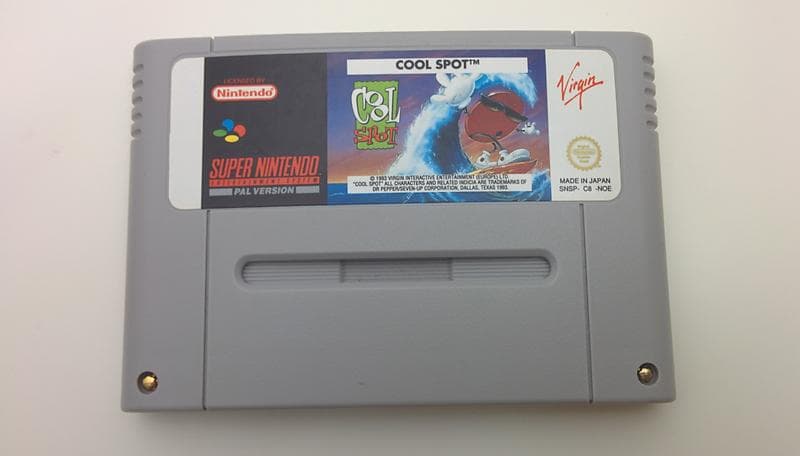 LICENSED BY
Nintendo
SUPER NINTENDO
ENTERTAINMENT SYSTEM
PAL VERSION
COOL SPOT™
COOL
SPOT
© 1993 VIRGIN INTERACTIVE ENTERTAINMENT (EUROPE) LTD.
"COOL SPOT" ALL CHARACTERS AND RELATED INDICIA ARE TRADEMARKS OF
DR PEPPER/SEVEN-UP CORPORATION, DALLAS, TEXAS 1993.
Virgin
MADE IN JAPAN
SNSP- C8 -NOE